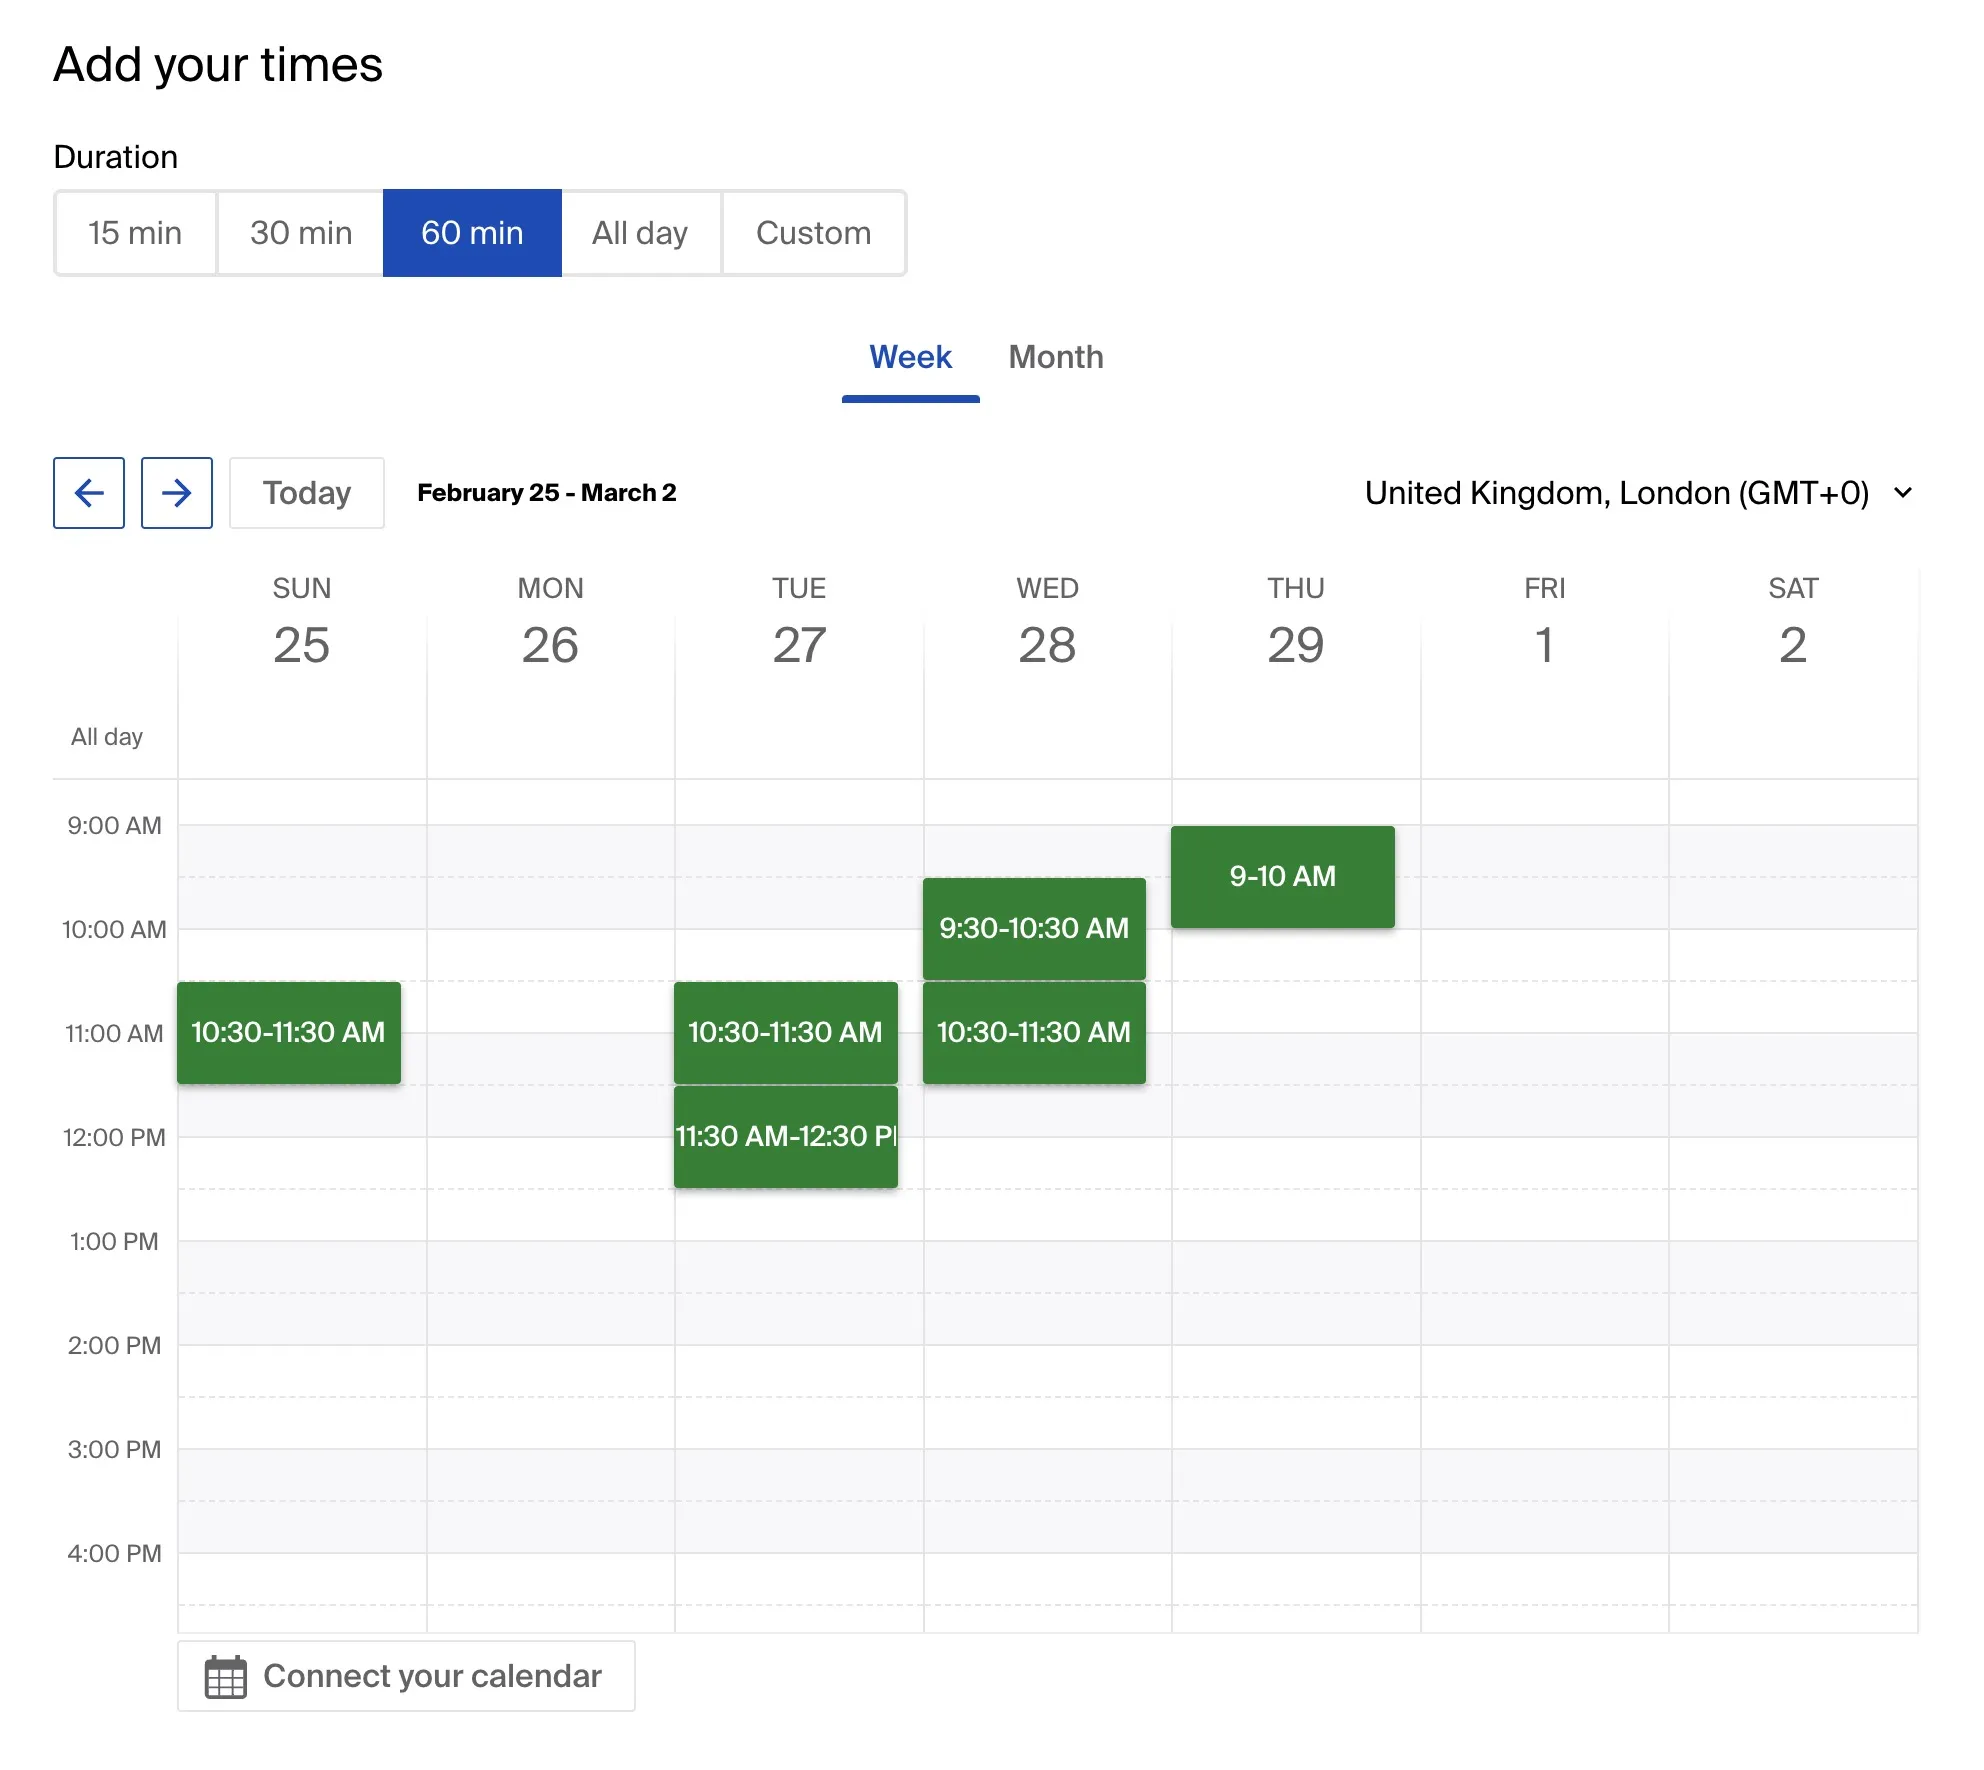 Add your times
Duration
15 min 30 min 60 min All day Custom
Week Month
Today February 25 - March 2 United Kingdom, London (GMT+0)
SUN MON TUE WED THU FRI SAT
25 26 27 28 29 1 2
All day
9:00 AM
9-10 AM
10:00 AM
9:30-10:30 AM
11:00 AM
10:30-11:30 AM 10:30-11:30 AM 10:30-11:30 AM
12:00 PM
11:30 AM-12:30 P
1:00 PM
2:00 PM
3:00 PM
4:00 PM
Connect your calendar